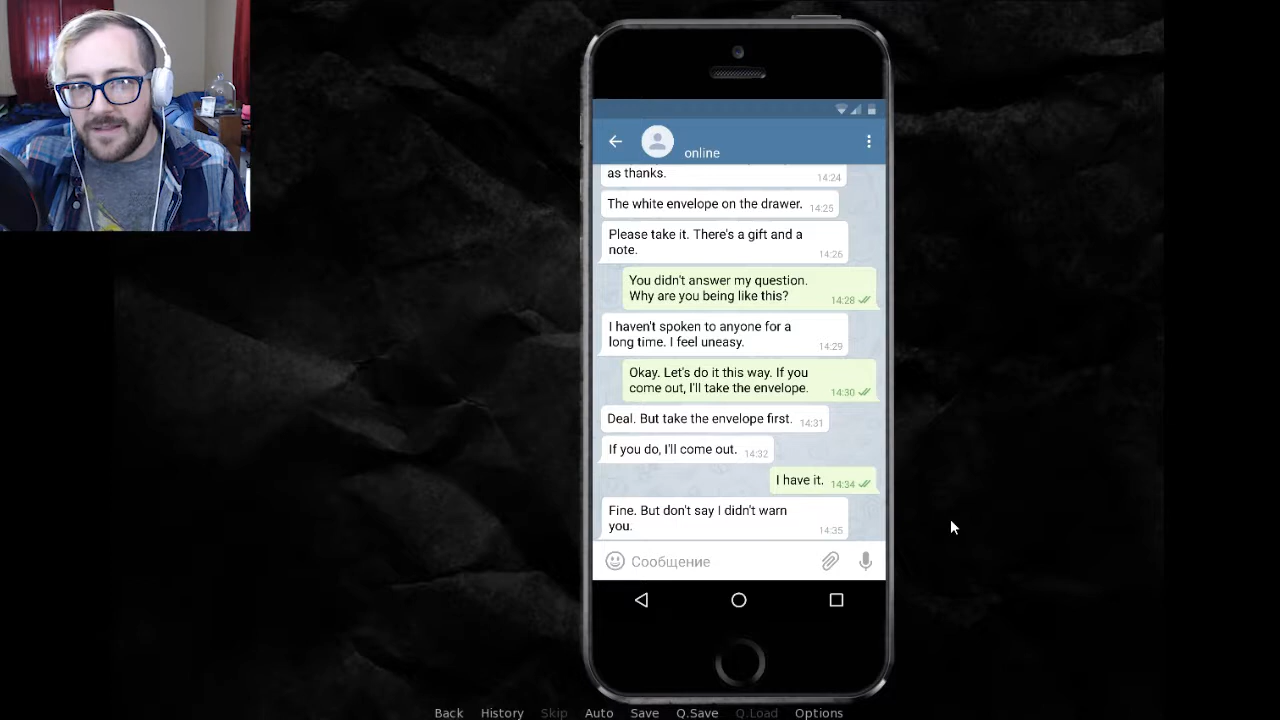 online
as thanks.
14:24
The white envelope on the drawer.
14:25
Please take it. There's a gift and a
note.
14:26
You didn't answer my question.
Why are you being like this?
14:28
I haven't spoken to anyone for a
long time. I feel uneasy.
14:29
Okay. Let's do it this way. If you
come out, I'll take the envelope.
14:30
Deal. But take the envelope first.
14:31
If you do, I'll come out.
14:32
I have it.
14:34
Fine. But don't say I didn't warn
you.
14:35
Сообщение
Back History Skip Auto Save Q.Save Q.Load Options